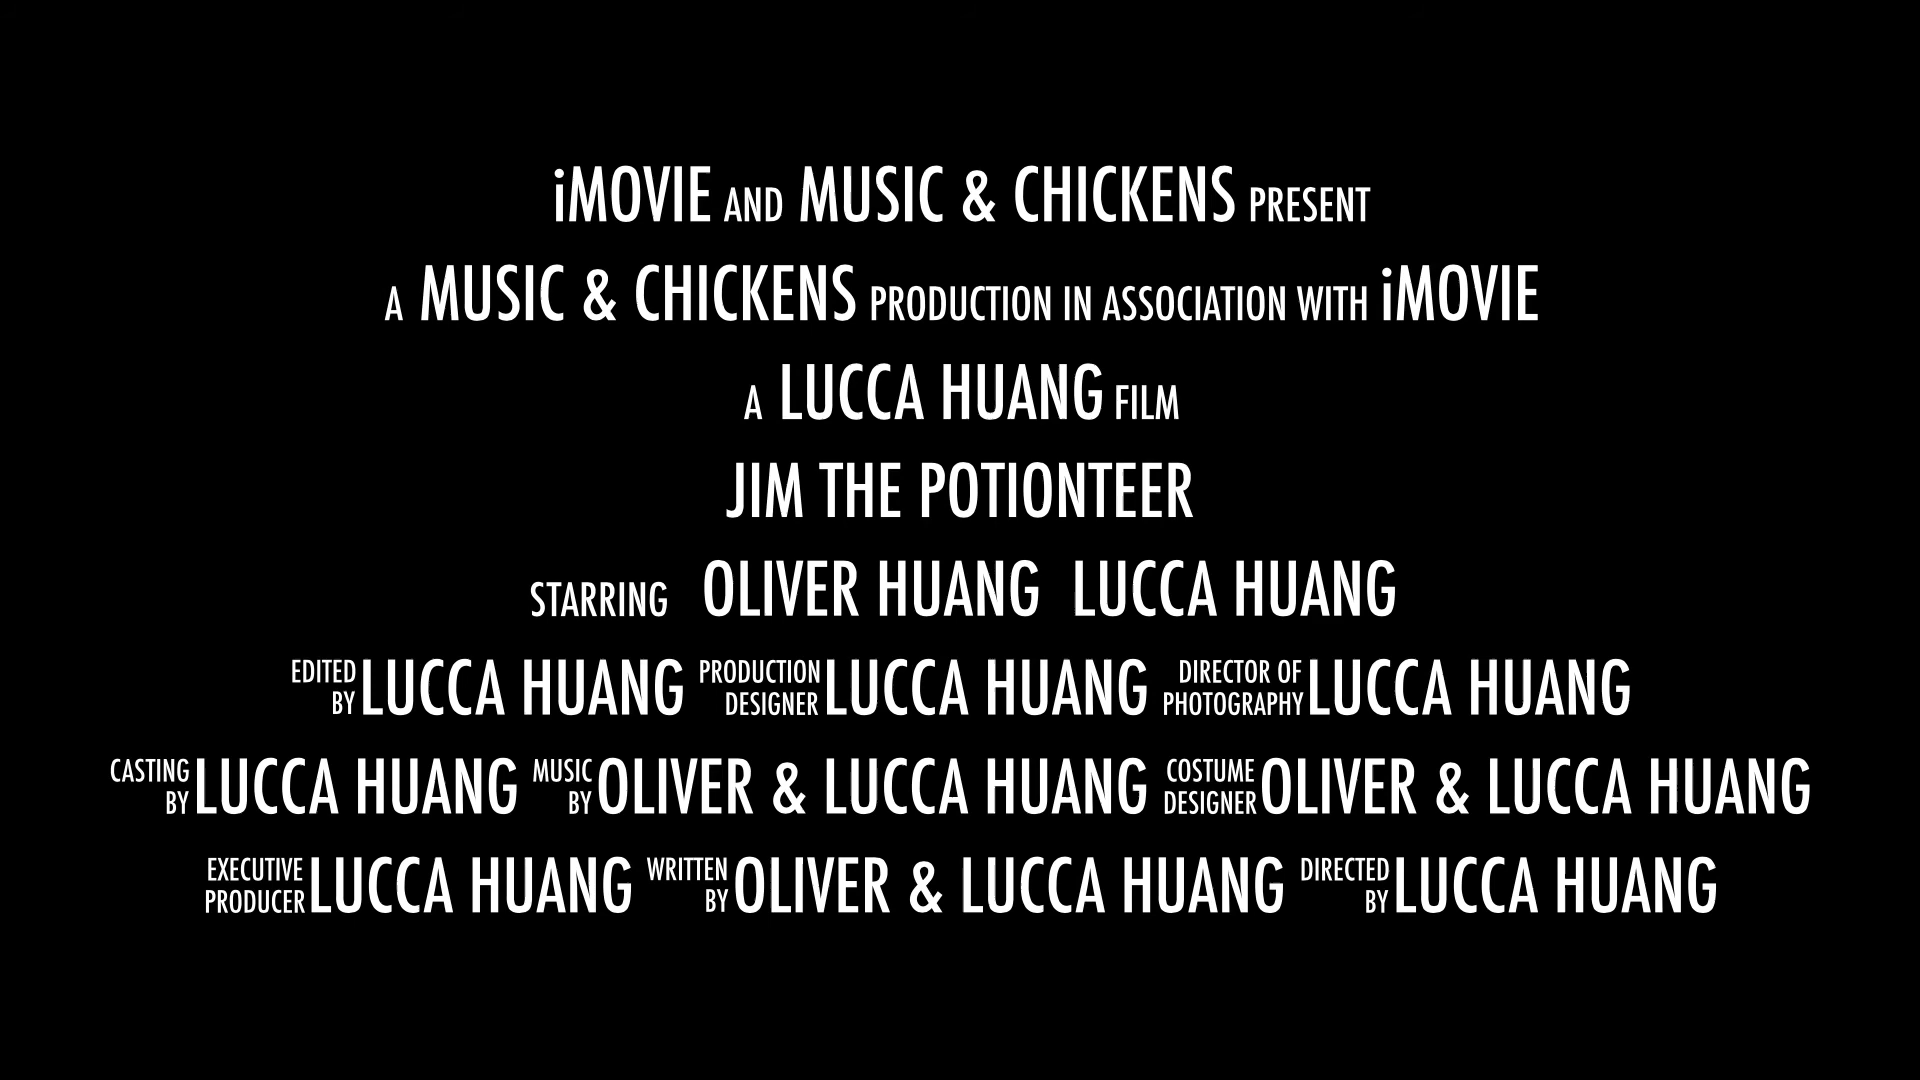 iMOVIE AND MUSIC & CHICKENS PRESENT
A MUSIC & CHICKENS PRODUCTION IN ASSOCIATION WITH iMOVIE
A LUCCA HUANG FILM
JIM THE POTIONTEER
STARRING OLIVER HUANG LUCCA HUANG
EDITED BY LUCCA HUANG PRODUCTION DESIGNER LUCCA HUANG DIRECTOR OF PHOTOGRAPHY LUCCA HUANG
CASTING BY LUCCA HUANG MUSIC BY OLIVER & LUCCA HUANG COSTUME DESIGNER OLIVER & LUCCA HUANG
EXECUTIVE PRODUCER LUCCA HUANG WRITTEN BY OLIVER & LUCCA HUANG DIRECTED BY LUCCA HUANG